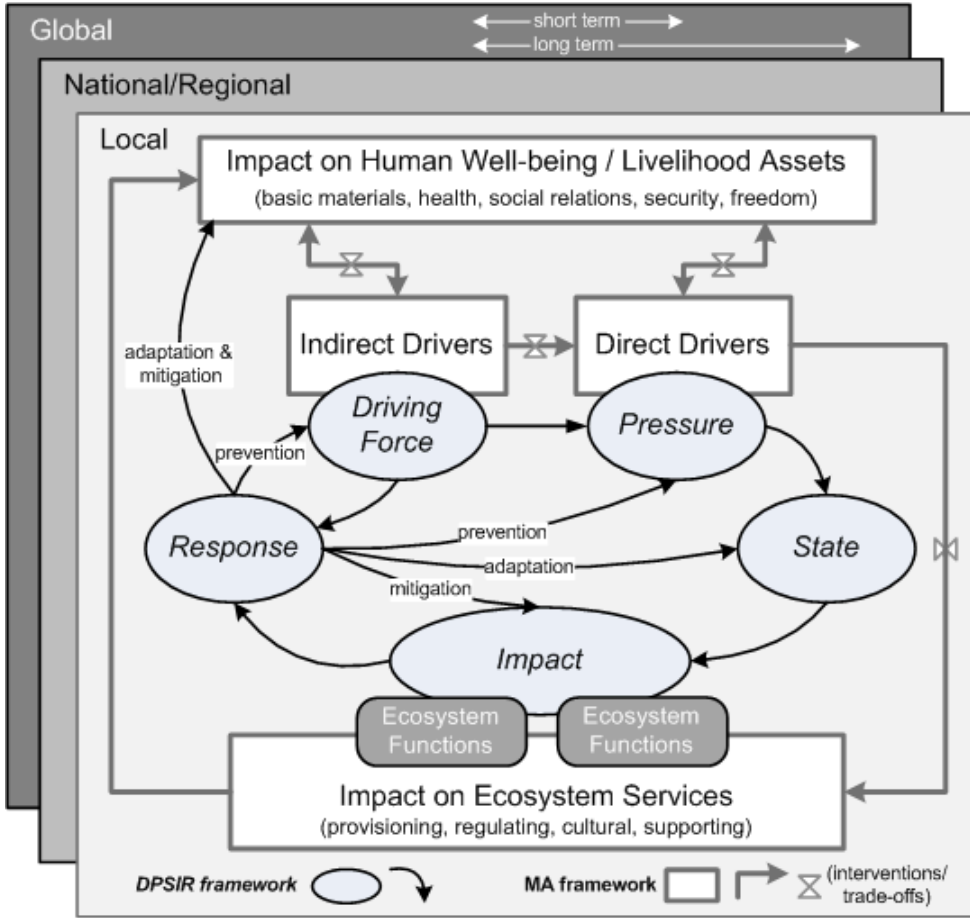 Global
short term
long term
National/Regional
Local
Impact on Human Well-being / Livelihood Assets
(basic materials, health, social relations, security, freedom)
Indirect Drivers
Direct Drivers
adaptation &
mitigation
Driving
Force
Pressure
prevention
Response
prevention
State
adaptation
mitigation
Impact
Ecosystem
Functions
Ecosystem
Functions
Impact on Ecosystem Services
(provisioning, regulating, cultural, supporting)
DPSIR framework
MA framework
(interventions/
trade-offs)